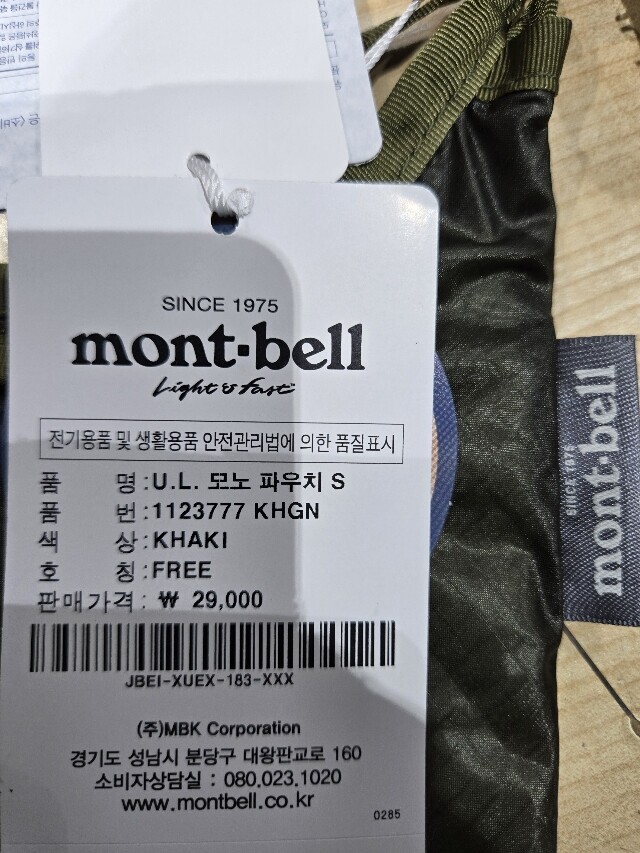 SINCE 1975
mont-bell
Light & Fast
전기용품 및 생활용품 안전관리법에 의한 품질표시
품 명 : U.L. 모노 파우치 S
품 번 : 1123777 KHGN
색 상 : KHAKI
호 칭 : FREE
판매가격 : ₩ 29,000
JBEI-XUEX-183-XXX
(주)MBK Corporation
경기도 성남시 분당구 대왕판교로 160
소비자상담실 : 080.023.1020
www.montbell.co.kr
0285
mont-bell
SINCE 1975